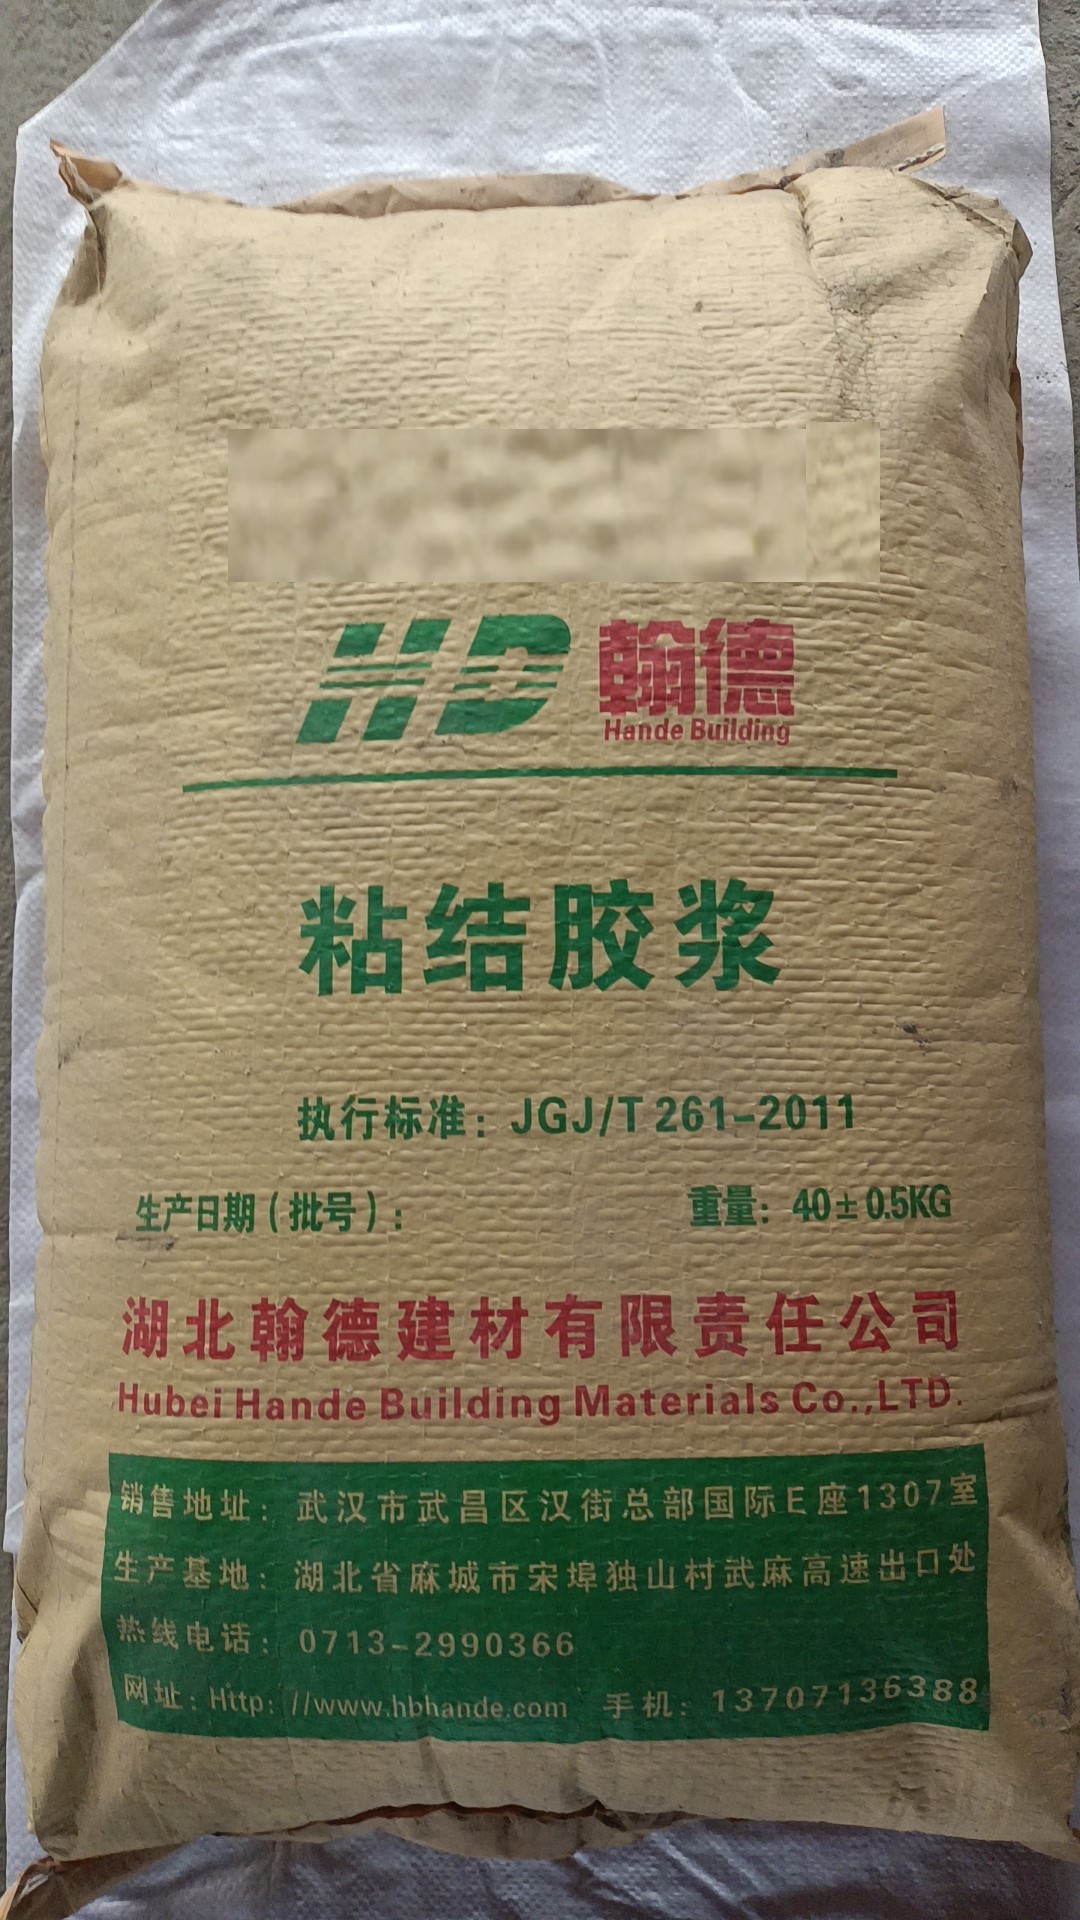 HD 翰德
Hande Building
粘结胶浆
执行标准：JGJ/T 261-2011
生产日期（批号）： 重量：40±0.5KG
湖北翰德建材有限责任公司
Hubei Hande Building Materials Co.,LTD.
销售地址：武汉市武昌区汉街总部国际E座1307室
生产基地：湖北省麻城市宋埠独山村武麻高速出口处
热线电话：0713-2990366
网址：Http://www.hbhande.com 手机：13707136388